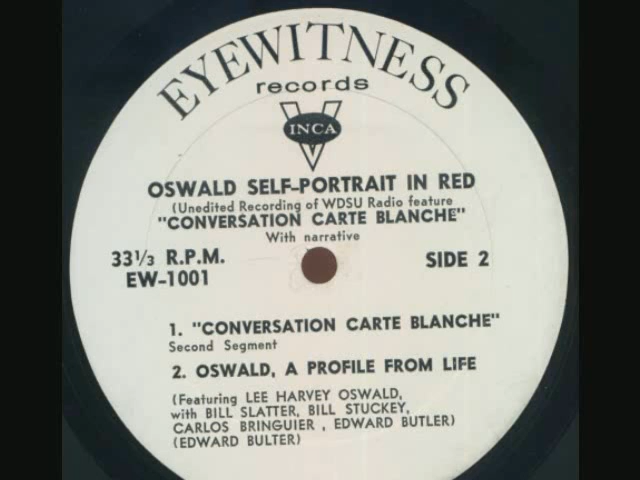 EYEWITNESS
records
INCA
OSWALD SELF-PORTRAIT IN RED
(Unedited Recording of WDSU Radio feature
"CONVERSATION CARTE BLANCHE"
With narrative
33⅓ R.P.M.
EW-1001
SIDE 2
1. "CONVERSATION CARTE BLANCHE"
Second Segment
2. OSWALD, A PROFILE FROM LIFE
(Featuring LEE HARVEY OSWALD,
with BILL SLATTER, BILL STUCKEY,
CARLOS BRINGUIER , EDWARD BUTLER)
(EDWARD BULTER)